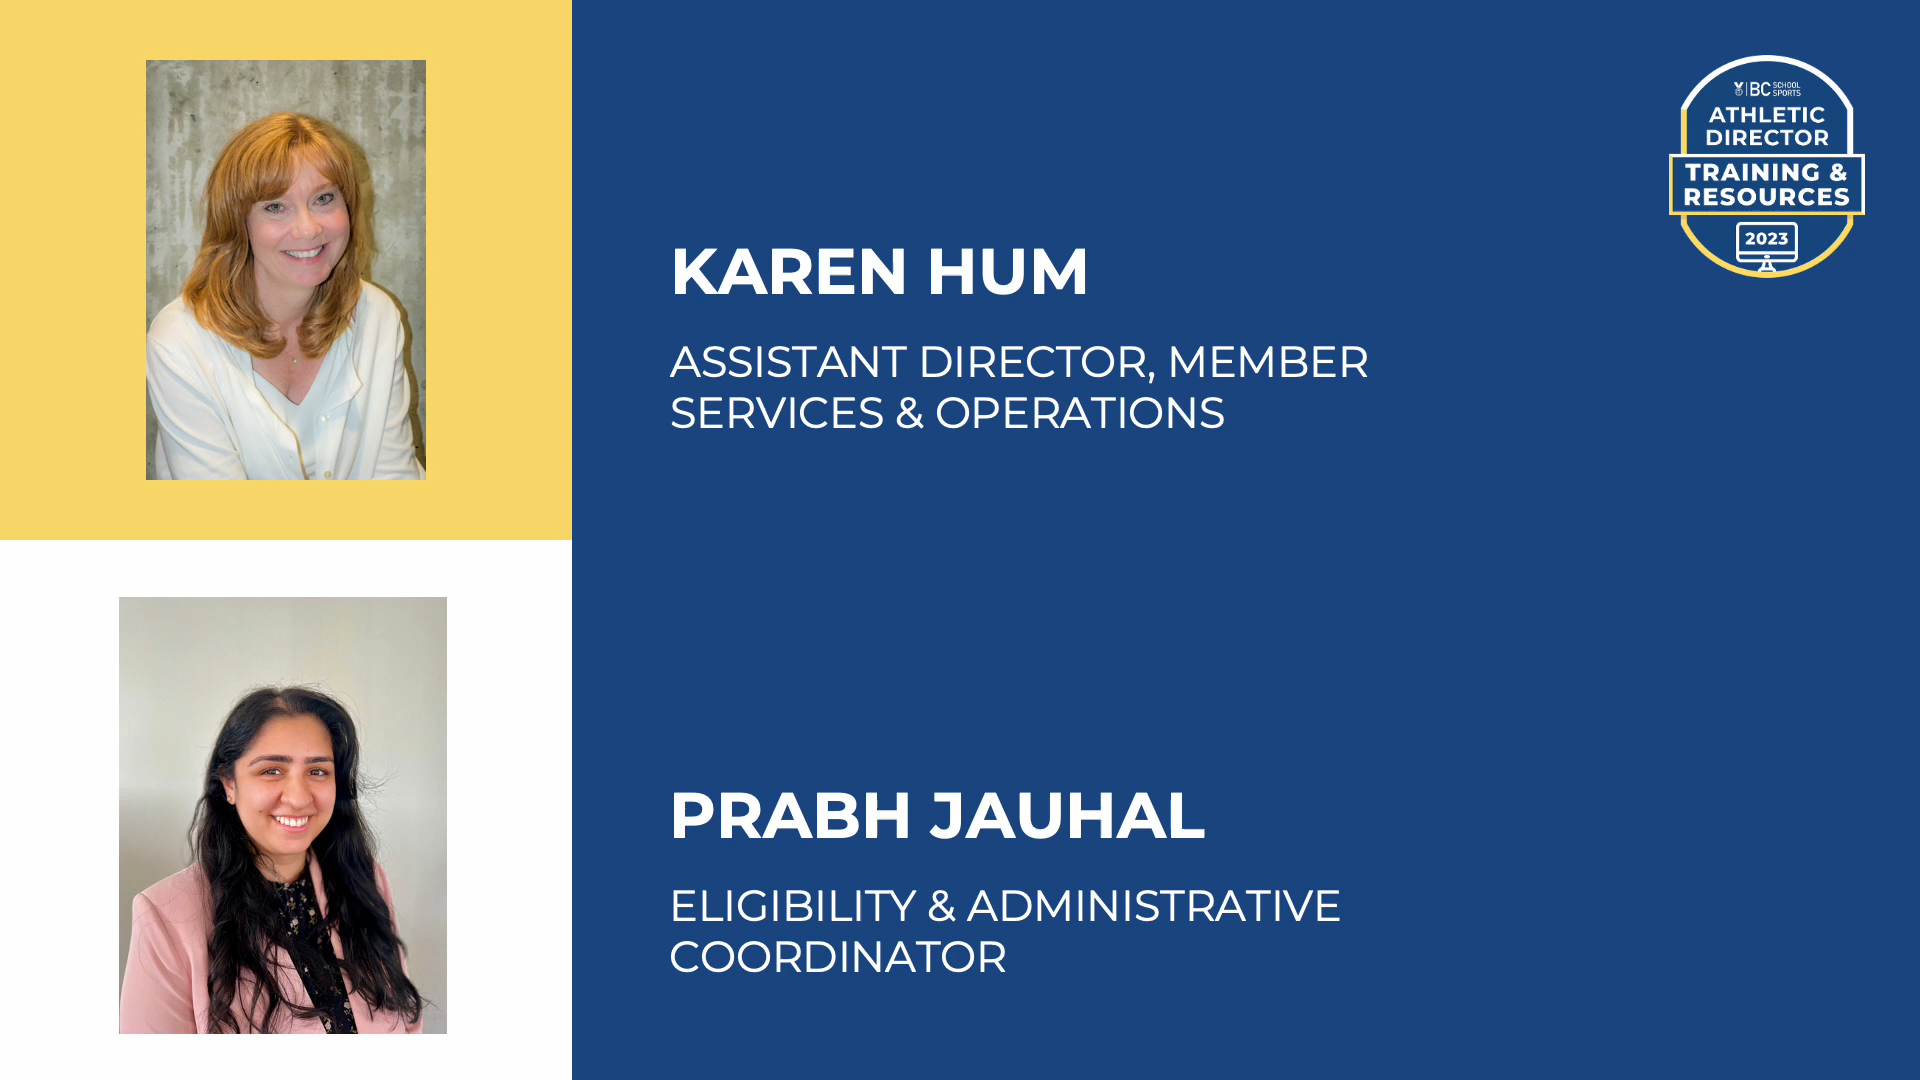 BC SCHOOL SPORTS
ATHLETIC
DIRECTOR
TRAINING &
RESOURCES
2023
KAREN HUM
ASSISTANT DIRECTOR, MEMBER
SERVICES & OPERATIONS
PRABH JAUHAL
ELIGIBILITY & ADMINISTRATIVE
COORDINATOR